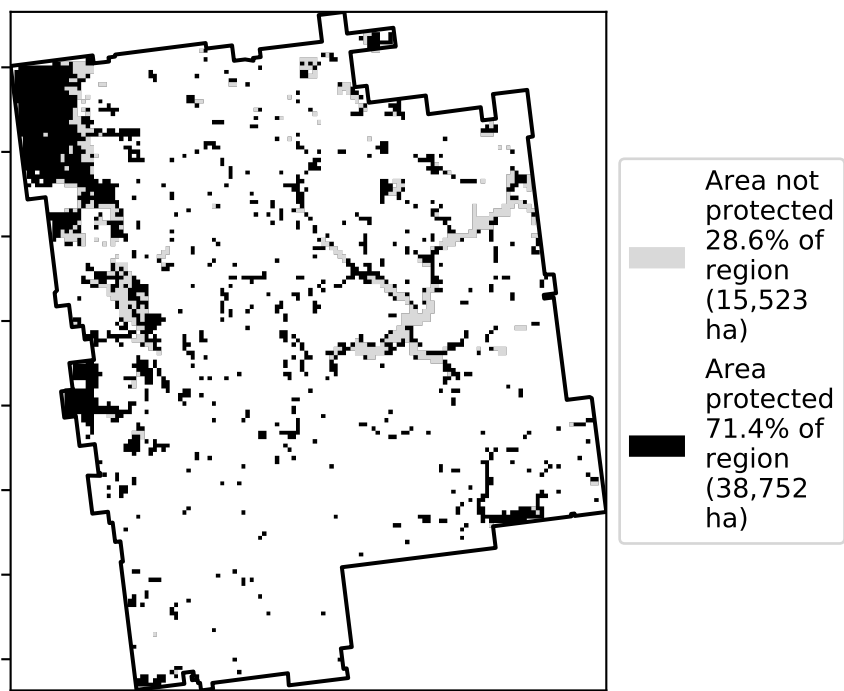 Area not
protected
28.6% of
region
(15,523
ha)
Area
protected
71.4% of
region
(38,752
ha)